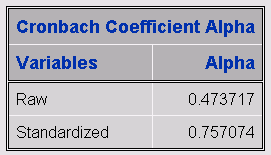 Cronbach Coefficient Alpha
Variables Alpha
Raw 0.473717
Standardized 0.757074